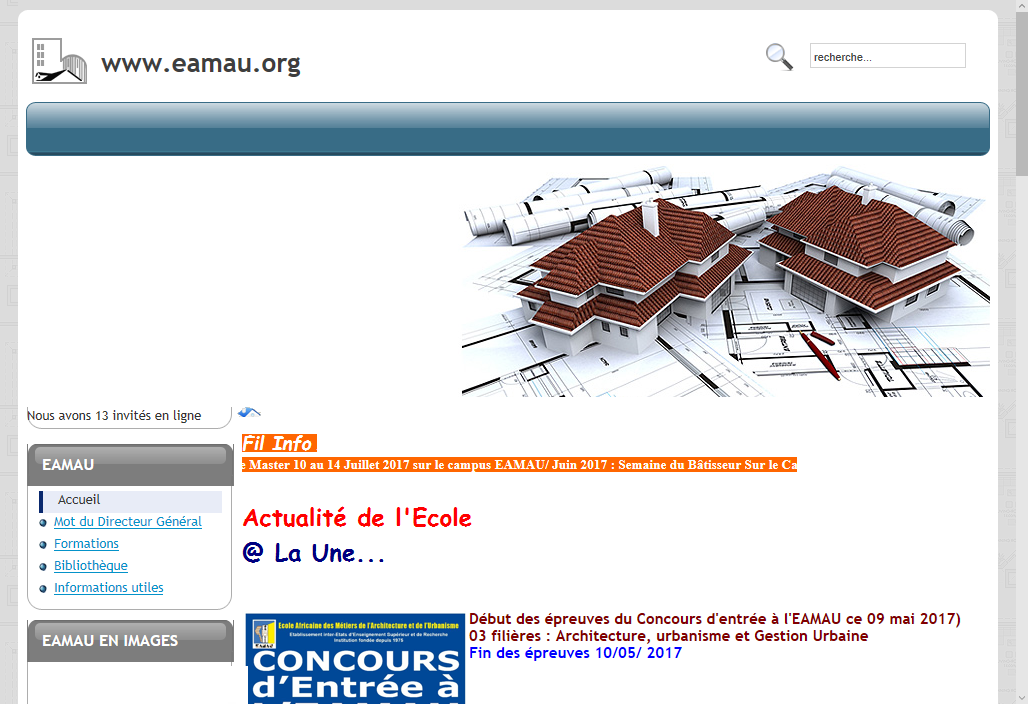 www.eamau.org
recherche...
Nous avons 13 invités en ligne
EAMAU
Accueil
Mot du Directeur Général
Formations
Bibliothèque
Informations utiles
EAMAU EN IMAGES
Fil Info
e Master 10 au 14 Juillet 2017 sur le campus EAMAU/ Juin 2017 : Semaine du Bâtisseur Sur le Ca
Actualité de l'Ecole
@ La Une...
Ecole Africaine des Métiers de l'Architecture et de l'Urbanisme
Etablissement Inter-Etats d'Enseignement Supérieur et de Recherche
Institution fondée depuis 1975
CONCOURS
d'Entrée à
l'EAMAU
Début des épreuves du Concours d'entrée à l'EAMAU ce 09 mai 2017)
03 filières : Architecture, urbanisme et Gestion Urbaine
Fin des épreuves 10/05/ 2017